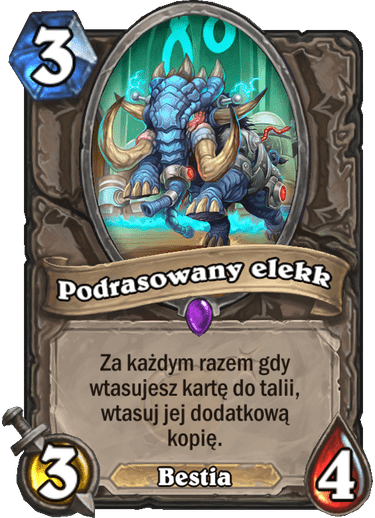 3
Podrasowany elekk
Za każdym razem gdy
wtasujesz kartę do talii,
wtasuj jej dodatkową
kopię.
3
Bestia
4